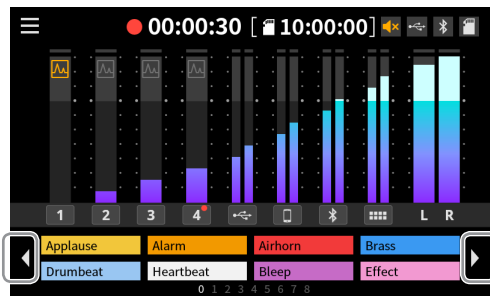 00:00:30 [ 10:00:00]
1 2 3 4 L R
Applause Alarm Airhorn Brass
Drumbeat Heartbeat Bleep Effect
0 1 2 3 4 5 6 7 8